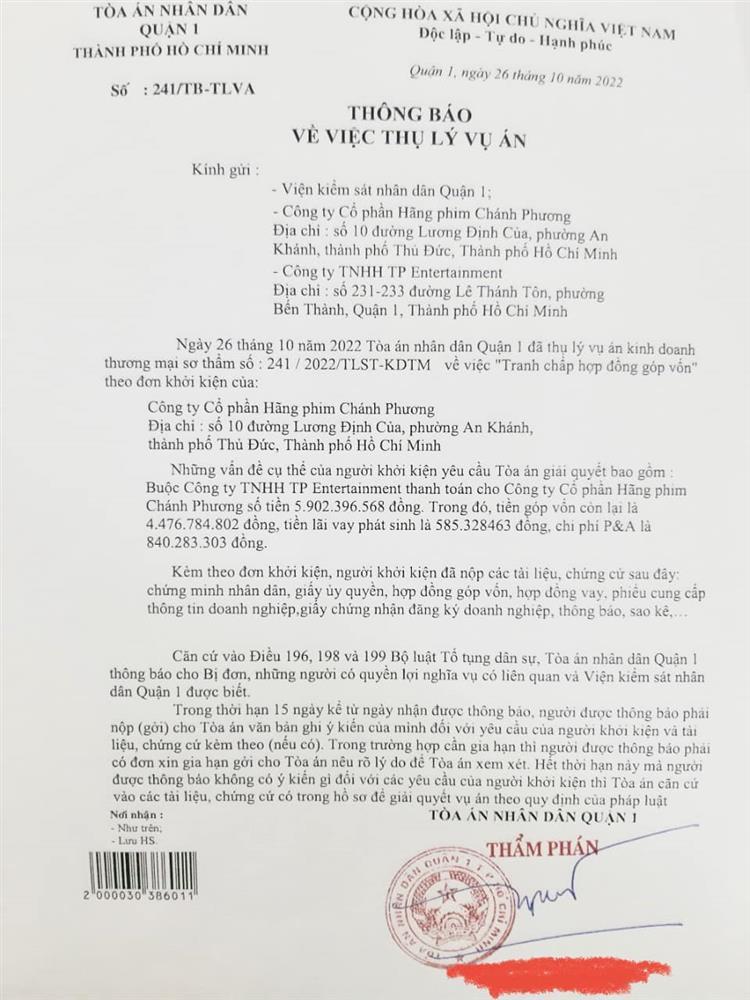 TÒA ÁN NHÂN DÂN
QUẬN 1
THÀNH PHỐ HỒ CHÍ MINH
Số : 241/TB-TLVA
CỘNG HÒA XÃ HỘI CHỦ NGHĨA VIỆT NAM
Độc lập - Tự do - Hạnh phúc
Quận 1, ngày 26 tháng 10 năm 2022
THÔNG BÁO
VỀ VIỆC THỤ LÝ VỤ ÁN
Kính gửi :
- Viện kiểm sát nhân dân Quận 1;
- Công ty Cổ phần Hãng phim Chánh Phương
Địa chỉ : số 10 đường Lương Định Của, phường An
Khánh, thành phố Thủ Đức, Thành phố Hồ Chí Minh
- Công ty TNHH TP Entertainment
Địa chỉ : số 231-233 đường Lê Thánh Tôn, phường
Bến Thành, Quận 1, Thành phố Hồ Chí Minh
Ngày 26 tháng 10 năm 2022 Tòa án nhân dân Quận 1 đã thụ lý vụ án kinh doanh
thương mại sơ thẩm số : 241 / 2022/TLST-KDTM về việc "Tranh chấp hợp đồng góp vốn"
theo đơn khởi kiện của:
Công ty Cổ phần Hãng phim Chánh Phương
Địa chỉ : số 10 đường Lương Định Của, phường An Khánh,
thành phố Thủ Đức, Thành phố Hồ Chí Minh
Những vấn đề cụ thể của người khởi kiện yêu cầu Tòa án giải quyết bao gồm :
Buộc Công ty TNHH TP Entertainment thanh toán cho Công ty Cổ phần Hãng phim
Chánh Phương số tiền 5.902.396.568 đồng. Trong đó, tiền góp vốn còn lại là
4.476.784.802 đồng, tiền lãi vay phát sinh là 585.328463 đồng, chi phí P&A là
840.283.303 đồng.
Kèm theo đơn khởi kiện, người khởi kiện đã nộp các tài liệu, chứng cứ sau đây:
chứng minh nhân dân, giấy ủy quyền, hợp đồng góp vốn, hợp đồng vay, phiếu cung cấp
thông tin doanh nghiệp,giấy chứng nhận đăng ký doanh nghiệp, thông báo, sao kê,...
Căn cứ vào Điều 196, 198 và 199 Bộ luật Tố tụng dân sự, Tòa án nhân dân Quận 1
thông báo cho Bị đơn, những người có quyền lợi nghĩa vụ có liên quan và Viện kiểm sát nhân
dân Quận 1 được biết.
Trong thời hạn 15 ngày kể từ ngày nhận được thông báo, người được thông báo phải
nộp (gởi) cho Tòa án văn bản ghi ý kiến của mình đối với yêu cầu của người khởi kiện và tài
liệu, chứng cứ kèm theo (nếu có). Trong trường hợp cần gia hạn thì người được thông báo phải
có đơn xin gia hạn gởi cho Tòa án nêu rõ lý do để Tòa án xem xét. Hết thời hạn này mà người
được thông báo không có ý kiến gì đối với các yêu cầu của người khởi kiện thì Tòa án căn cứ
vào các tài liệu, chứng cứ có trong hồ sơ để giải quyết vụ án theo quy định của pháp luật
Nơi nhận :
- Như trên;
- Lưu HS.
2 000030 386011
TÒA ÁN NHÂN DÂN QUẬN 1
THẨM PHÁN
TÒA ÁN NHÂN DÂN QUẬN 1 T.P HỒ CHÍ MINH